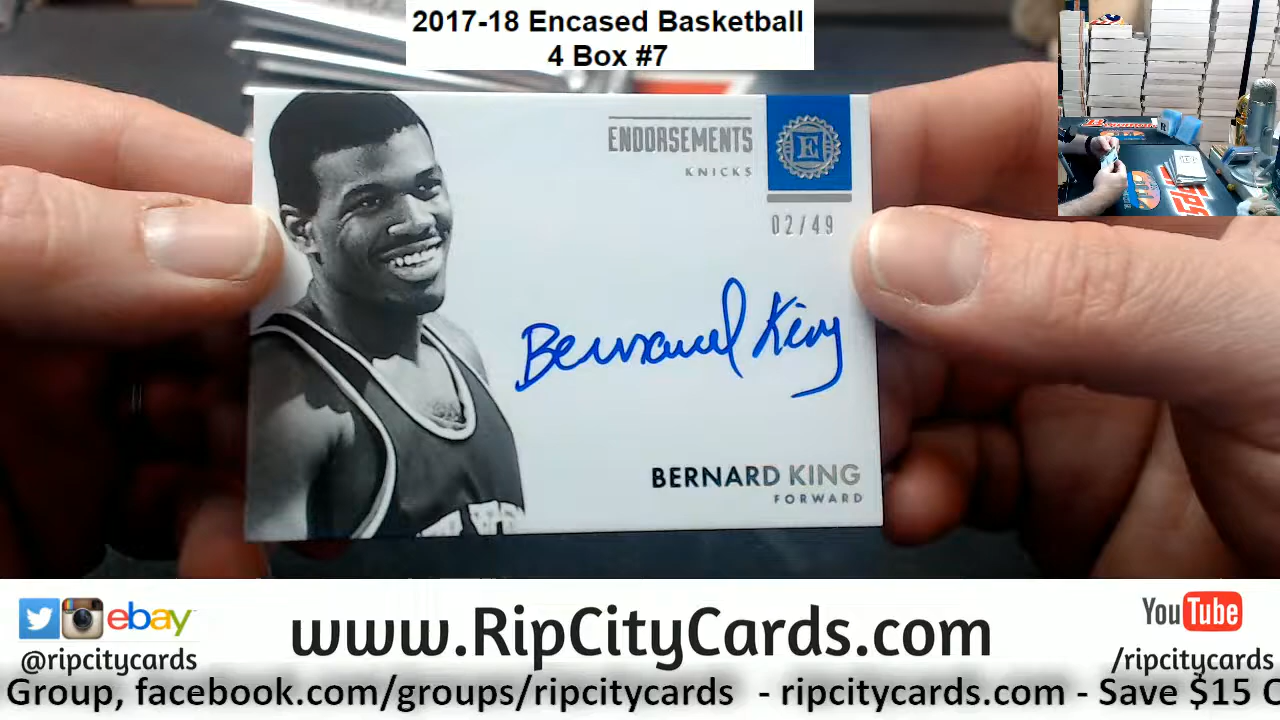 2017-18 Encased Basketball
4 Box #7
ENDORSEMENTS
KNICKS
E
02/49
Bernard King
BERNARD KING
FORWARD
ebay
@ripcitycards
www.RipCityCards.com
YouTube
/ripcitycards
Group, facebook.com/groups/ripcitycards - ripcitycards.com - Save $15